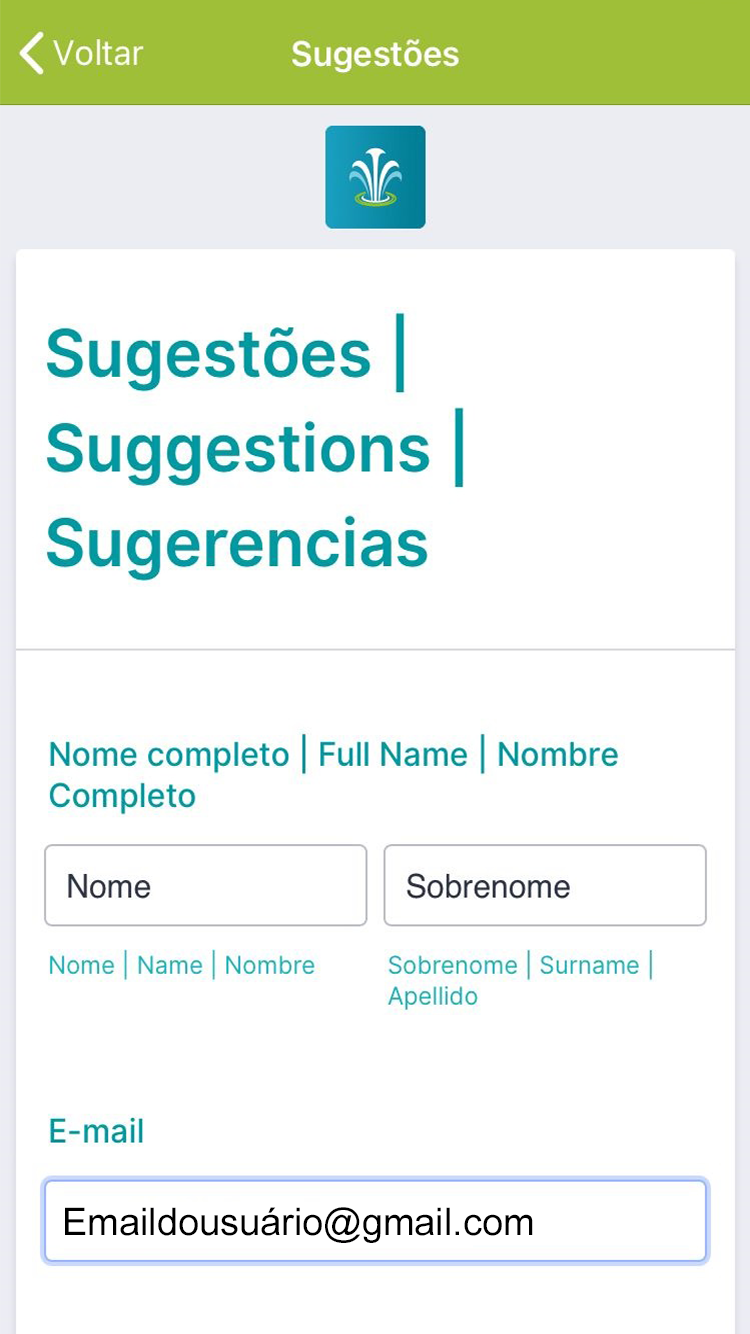 Voltar
Sugestões
Sugestões |
Suggestions |
Sugerencias
Nome completo | Full Name | Nombre
Completo
Nome
Sobrenome
Nome | Name | Nombre
Sobrenome | Surname |
Apellido
E-mail
Emaildousuário@gmail.com